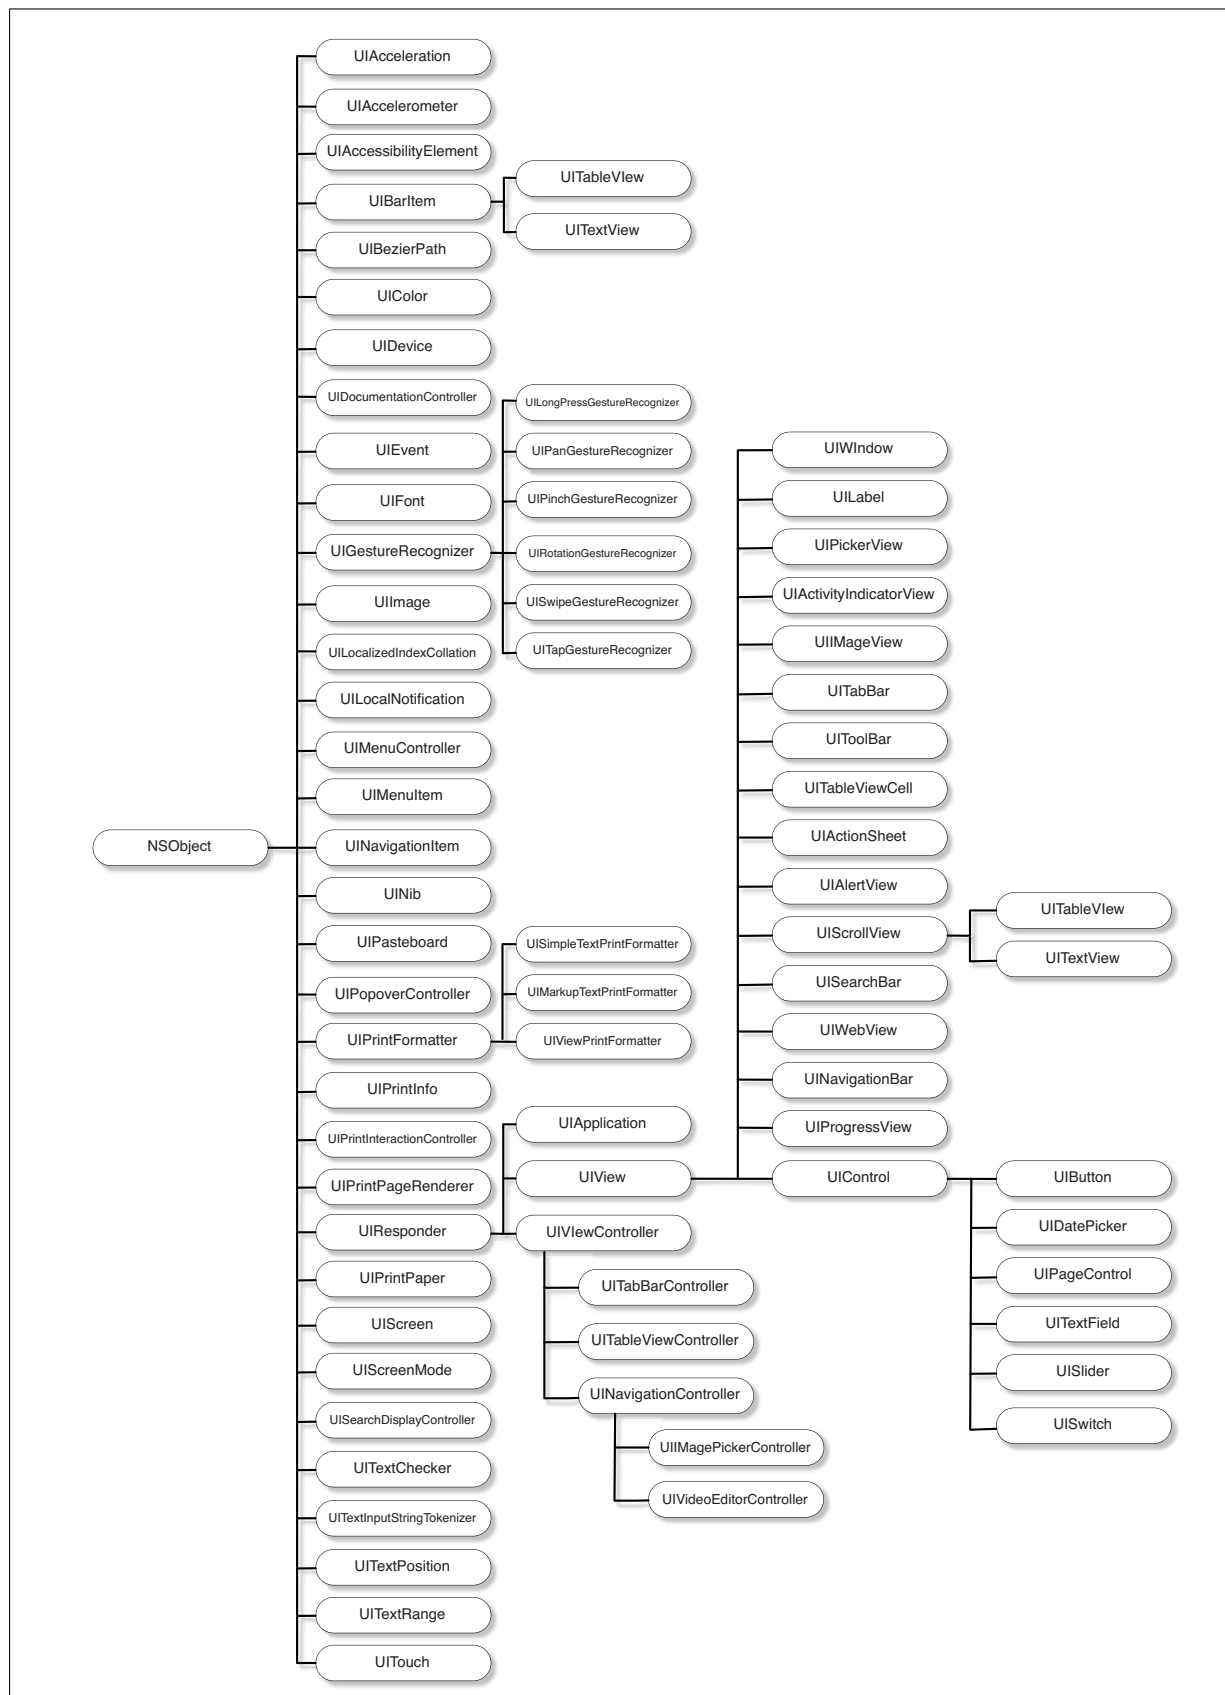 UIAcceleration
UIAccelerometer
UIAccessibilityElement
UIBarItem
UITableVIew
UITextView
UIBezierPath
UIColor
UIDevice
UIDocumentationController
UIEvent
UIFont
UIGestureRecognizer
UILongPressGestureRecognizer
UIPanGestureRecognizer
UIPinchGestureRecognizer
UIRotationGestureRecognizer
UISwipeGestureRecognizer
UITapGestureRecognizer
UIImage
UILocalizedIndexCollation
UILocalNotification
UIMenuController
UIMenuItem
NSObject
UINavigationItem
UINib
UIPasteboard
UIPopoverController
UIPrintFormatter
UISimpleTextPrintFormatter
UIMarkupTextPrintFormatter
UIViewPrintFormatter
UIPrintInfo
UIPrintInteractionController
UIPrintPageRenderer
UIResponder
UIApplication
UIView
UIVIewController
UITabBarController
UITableViewController
UINavigationController
UIIMagePickerController
UIVideoEditorController
UIPrintPaper
UIScreen
UIScreenMode
UISearchDisplayController
UITextChecker
UITextInputStringTokenizer
UITextPosition
UITextRange
UITouch
UIWIndow
UILabel
UIPickerView
UIActivityIndicatorView
UIIMageView
UITabBar
UIToolBar
UITableViewCell
UIActionSheet
UIAlertView
UIScrollView
UITableVIew
UITextView
UISearchBar
UIWebView
UINavigationBar
UIProgressView
UIControl
UIButton
UIDatePicker
UIPageControl
UITextField
UISlider
UISwitch